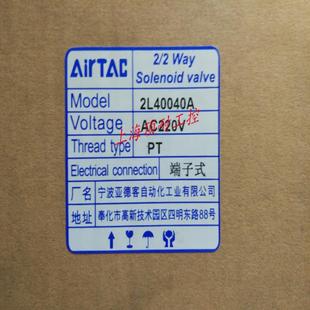 AirTAC
2/2 Way
Solenoid valve
Model 2L40040A
Voltage AC220V
Thread type PT
Electrical connection 端子式
厂名 宁波亚德客自动化工业有限公司
地址 奉化市高新技术园区四明东路88号